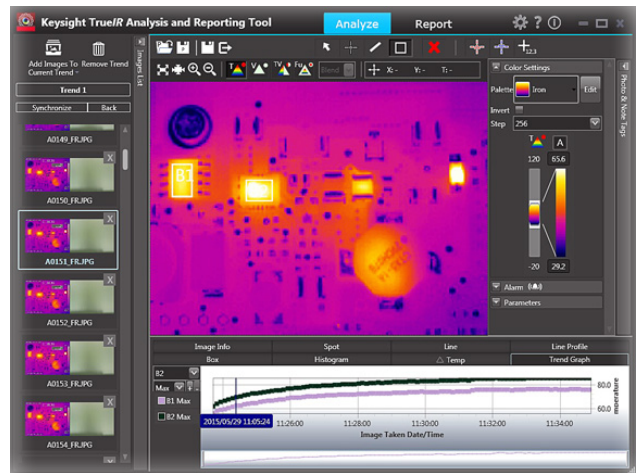 Keysight TrueIR Analysis and Reporting Tool
Analyze
Report
Add Images To Current Trend
Remove Trend
Images List
Trend 1
Synchronize
Back
A0149_FR.JPG
A0150_FR.JPG
A0151_FR.JPG
A0152_FR.JPG
A0153_FR.JPG
A0154_FR.JPG
12.3
Blend
X: -
Y: -
T: -
B1
Color Settings
Palette
Iron
Edit
Invert
Step
256
A
120
65.6
-20
29.2
Alarm
Parameters
Photo & Note Tags
Image Info
Spot
Line
Line Profile
Box
Histogram
△ Temp
Trend Graph
B2
Max
B1 Max
B2 Max
80.0
60.0
2015/05/29 11:05:24
11:26:00
11:28:00
11:30:00
11:32:00
11:34:00
Image Taken Date/Time